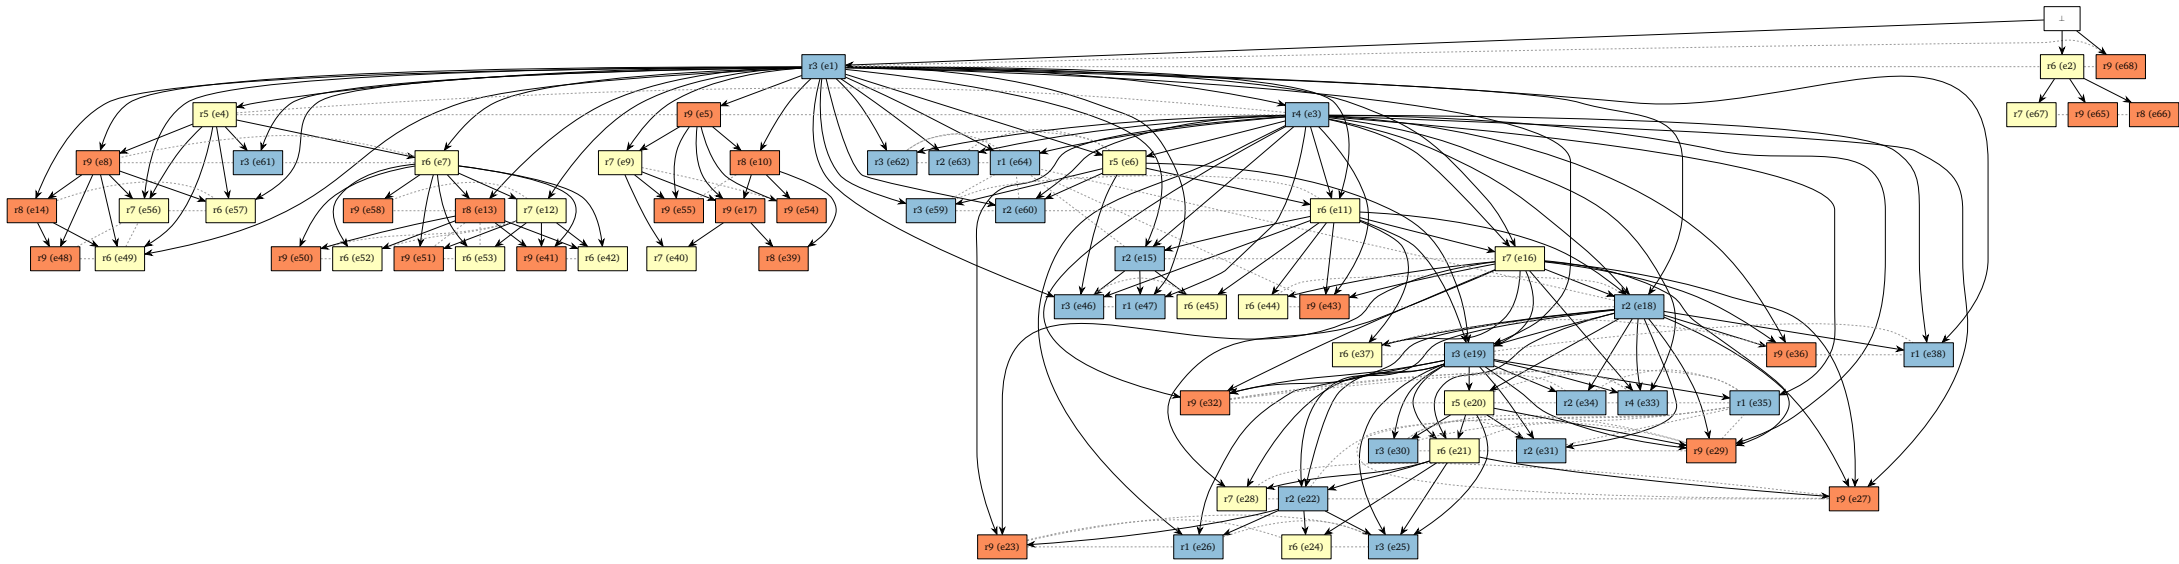 ⊥
r3 (e1)
r6 (e2)
r9 (e68)
r5 (e4)
r9 (e5)
r4 (e3)
r7 (e67)
r9 (e65)
r8 (e66)
r9 (e8)
r3 (e61)
r6 (e7)
r7 (e9)
r8 (e10)
r3 (e62)
r2 (e63)
r1 (e64)
r5 (e6)
r8 (e14)
r7 (e56)
r6 (e57)
r9 (e58)
r8 (e13)
r7 (e12)
r9 (e55)
r9 (e17)
r9 (e54)
r3 (e59)
r2 (e60)
r6 (e11)
r9 (e48)
r6 (e49)
r9 (e50)
r6 (e52)
r9 (e51)
r6 (e53)
r9 (e41)
r6 (e42)
r7 (e40)
r8 (e39)
r2 (e15)
r7 (e16)
r3 (e46)
r1 (e47)
r6 (e45)
r6 (e44)
r9 (e43)
r2 (e18)
r6 (e37)
r3 (e19)
r9 (e36)
r1 (e38)
r9 (e32)
r5 (e20)
r2 (e34)
r4 (e33)
r1 (e35)
r3 (e30)
r6 (e21)
r2 (e31)
r9 (e29)
r7 (e28)
r2 (e22)
r9 (e27)
r9 (e23)
r1 (e26)
r6 (e24)
r3 (e25)